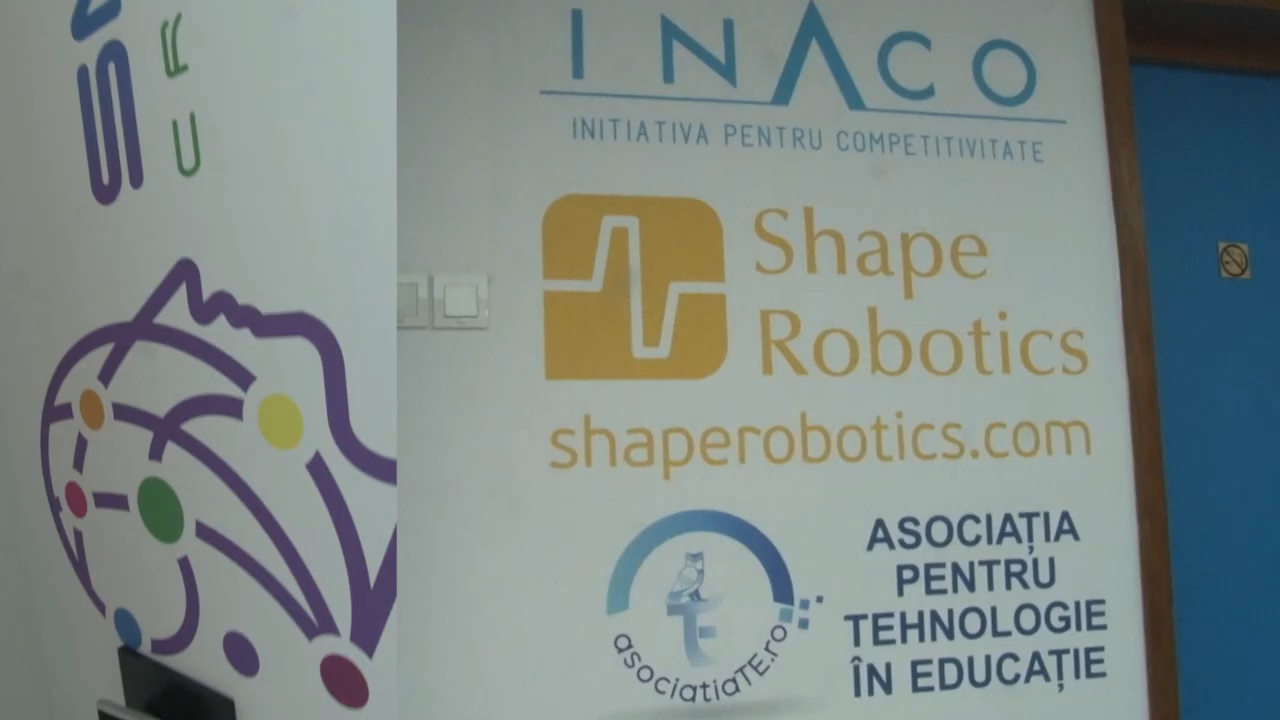 INACO
INITIATIVA PENTRU COMPETITIVITATE
Shape
Robotics
shaperobotics.com
asociatiaTE.ro
ASOCIAȚIA
PENTRU
TEHNOLOGIE
ÎN EDUCAȚIE